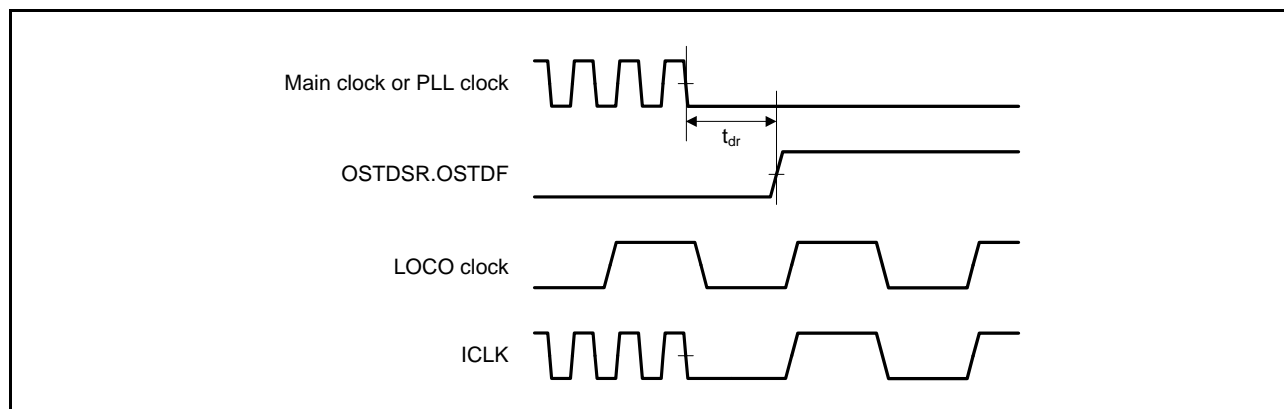 Main clock or PLL clock
tdr
OSTDSR.OSTDF
LOCO clock
ICLK